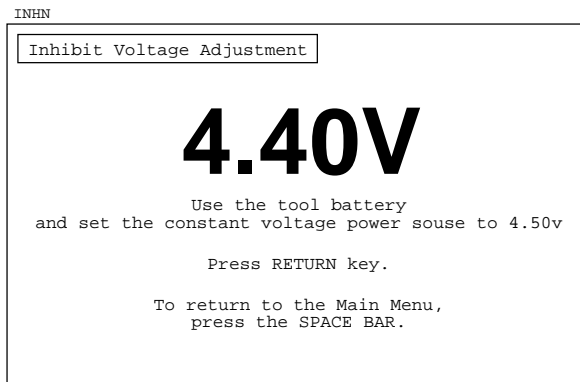 INHN
Inhibit Voltage Adjustment
4.40V
Use the tool battery
and set the constant voltage power souse to 4.50v
Press RETURN key.
To return to the Main Menu,
press the SPACE BAR.